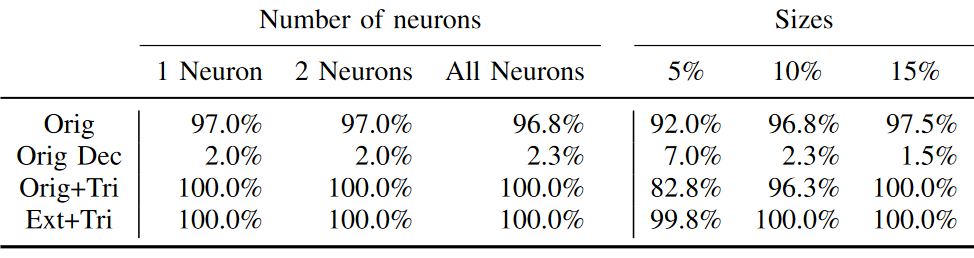 Number of neurons Sizes
1 Neuron 2 Neurons All Neurons 5% 10% 15%
Orig 97.0% 97.0% 96.8% 92.0% 96.8% 97.5%
Orig Dec 2.0% 2.0% 2.3% 7.0% 2.3% 1.5%
Orig+Tri 100.0% 100.0% 100.0% 82.8% 96.3% 100.0%
Ext+Tri 100.0% 100.0% 100.0% 99.8% 100.0% 100.0%